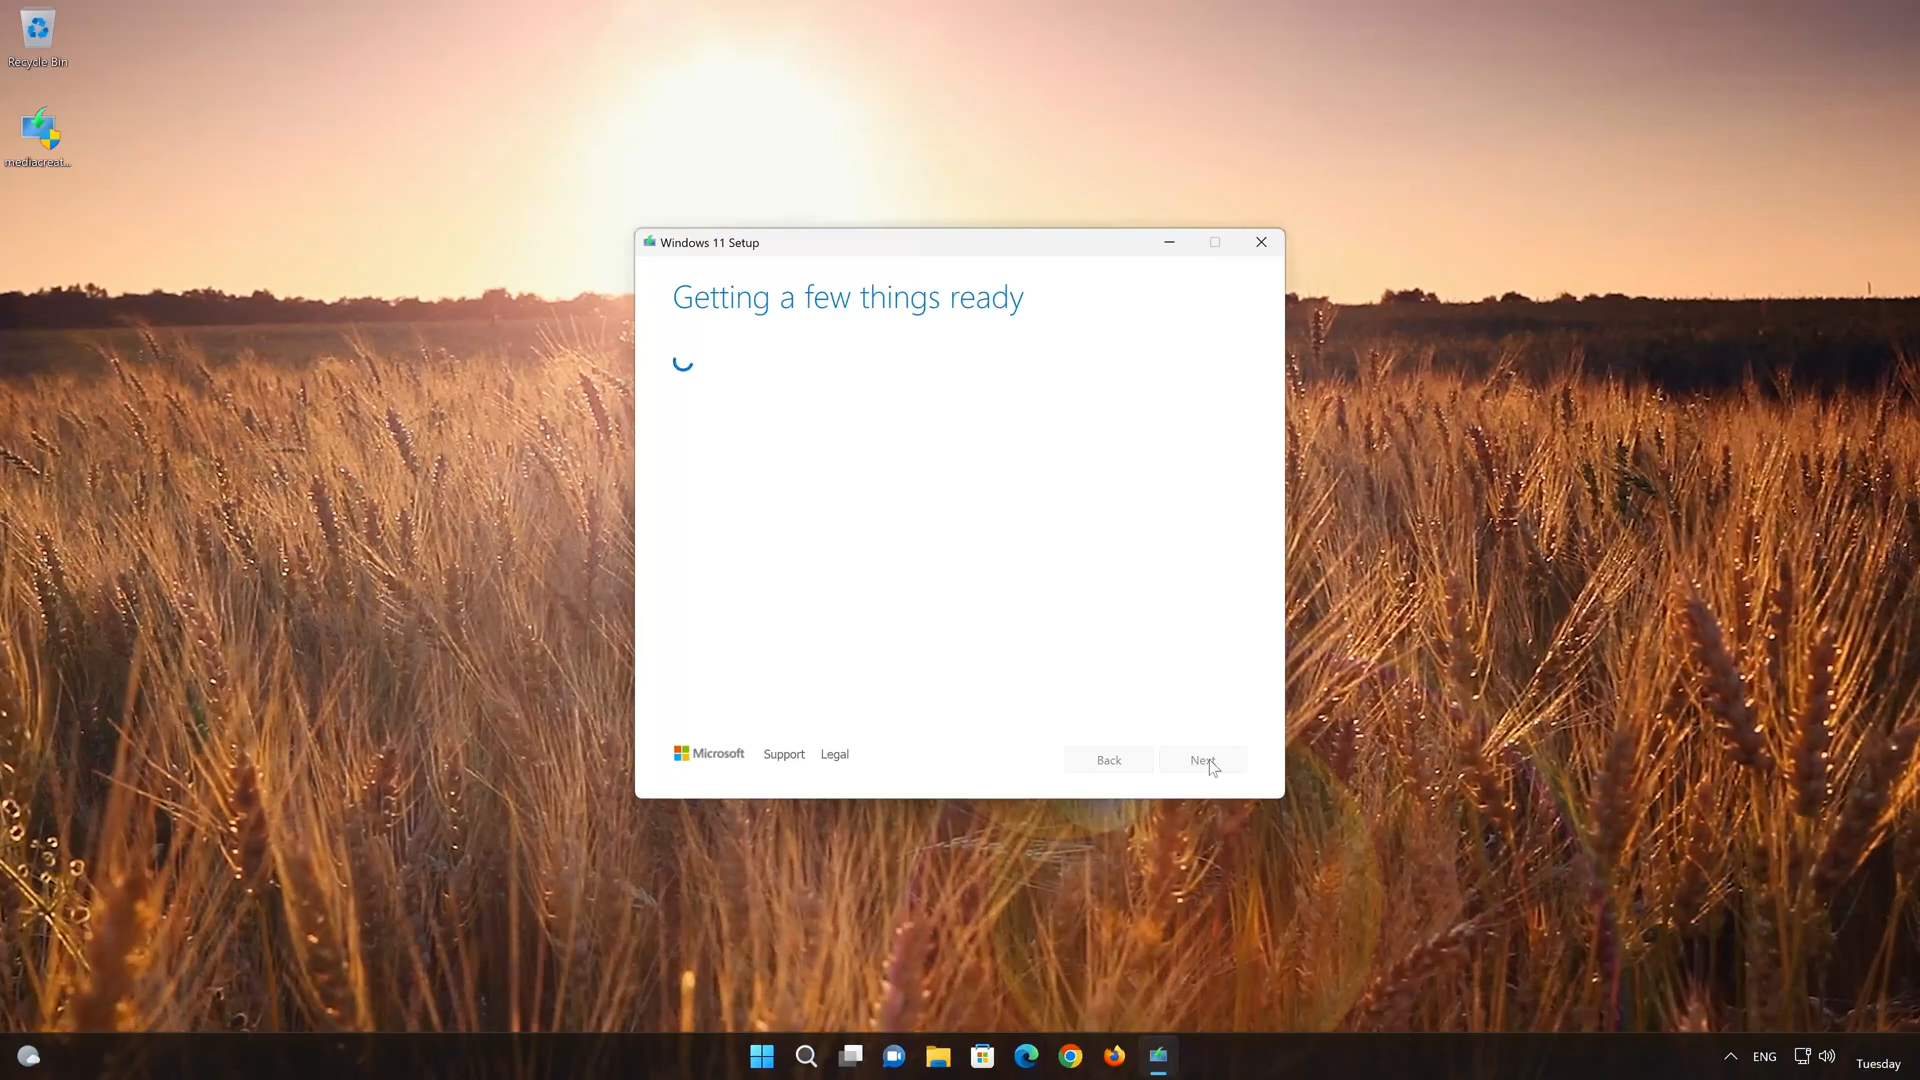 Recycle Bin
mediacreat...
Windows 11 Setup
Getting a few things ready
Microsoft
Support
Legal
Back
Next
ENG
Tuesday